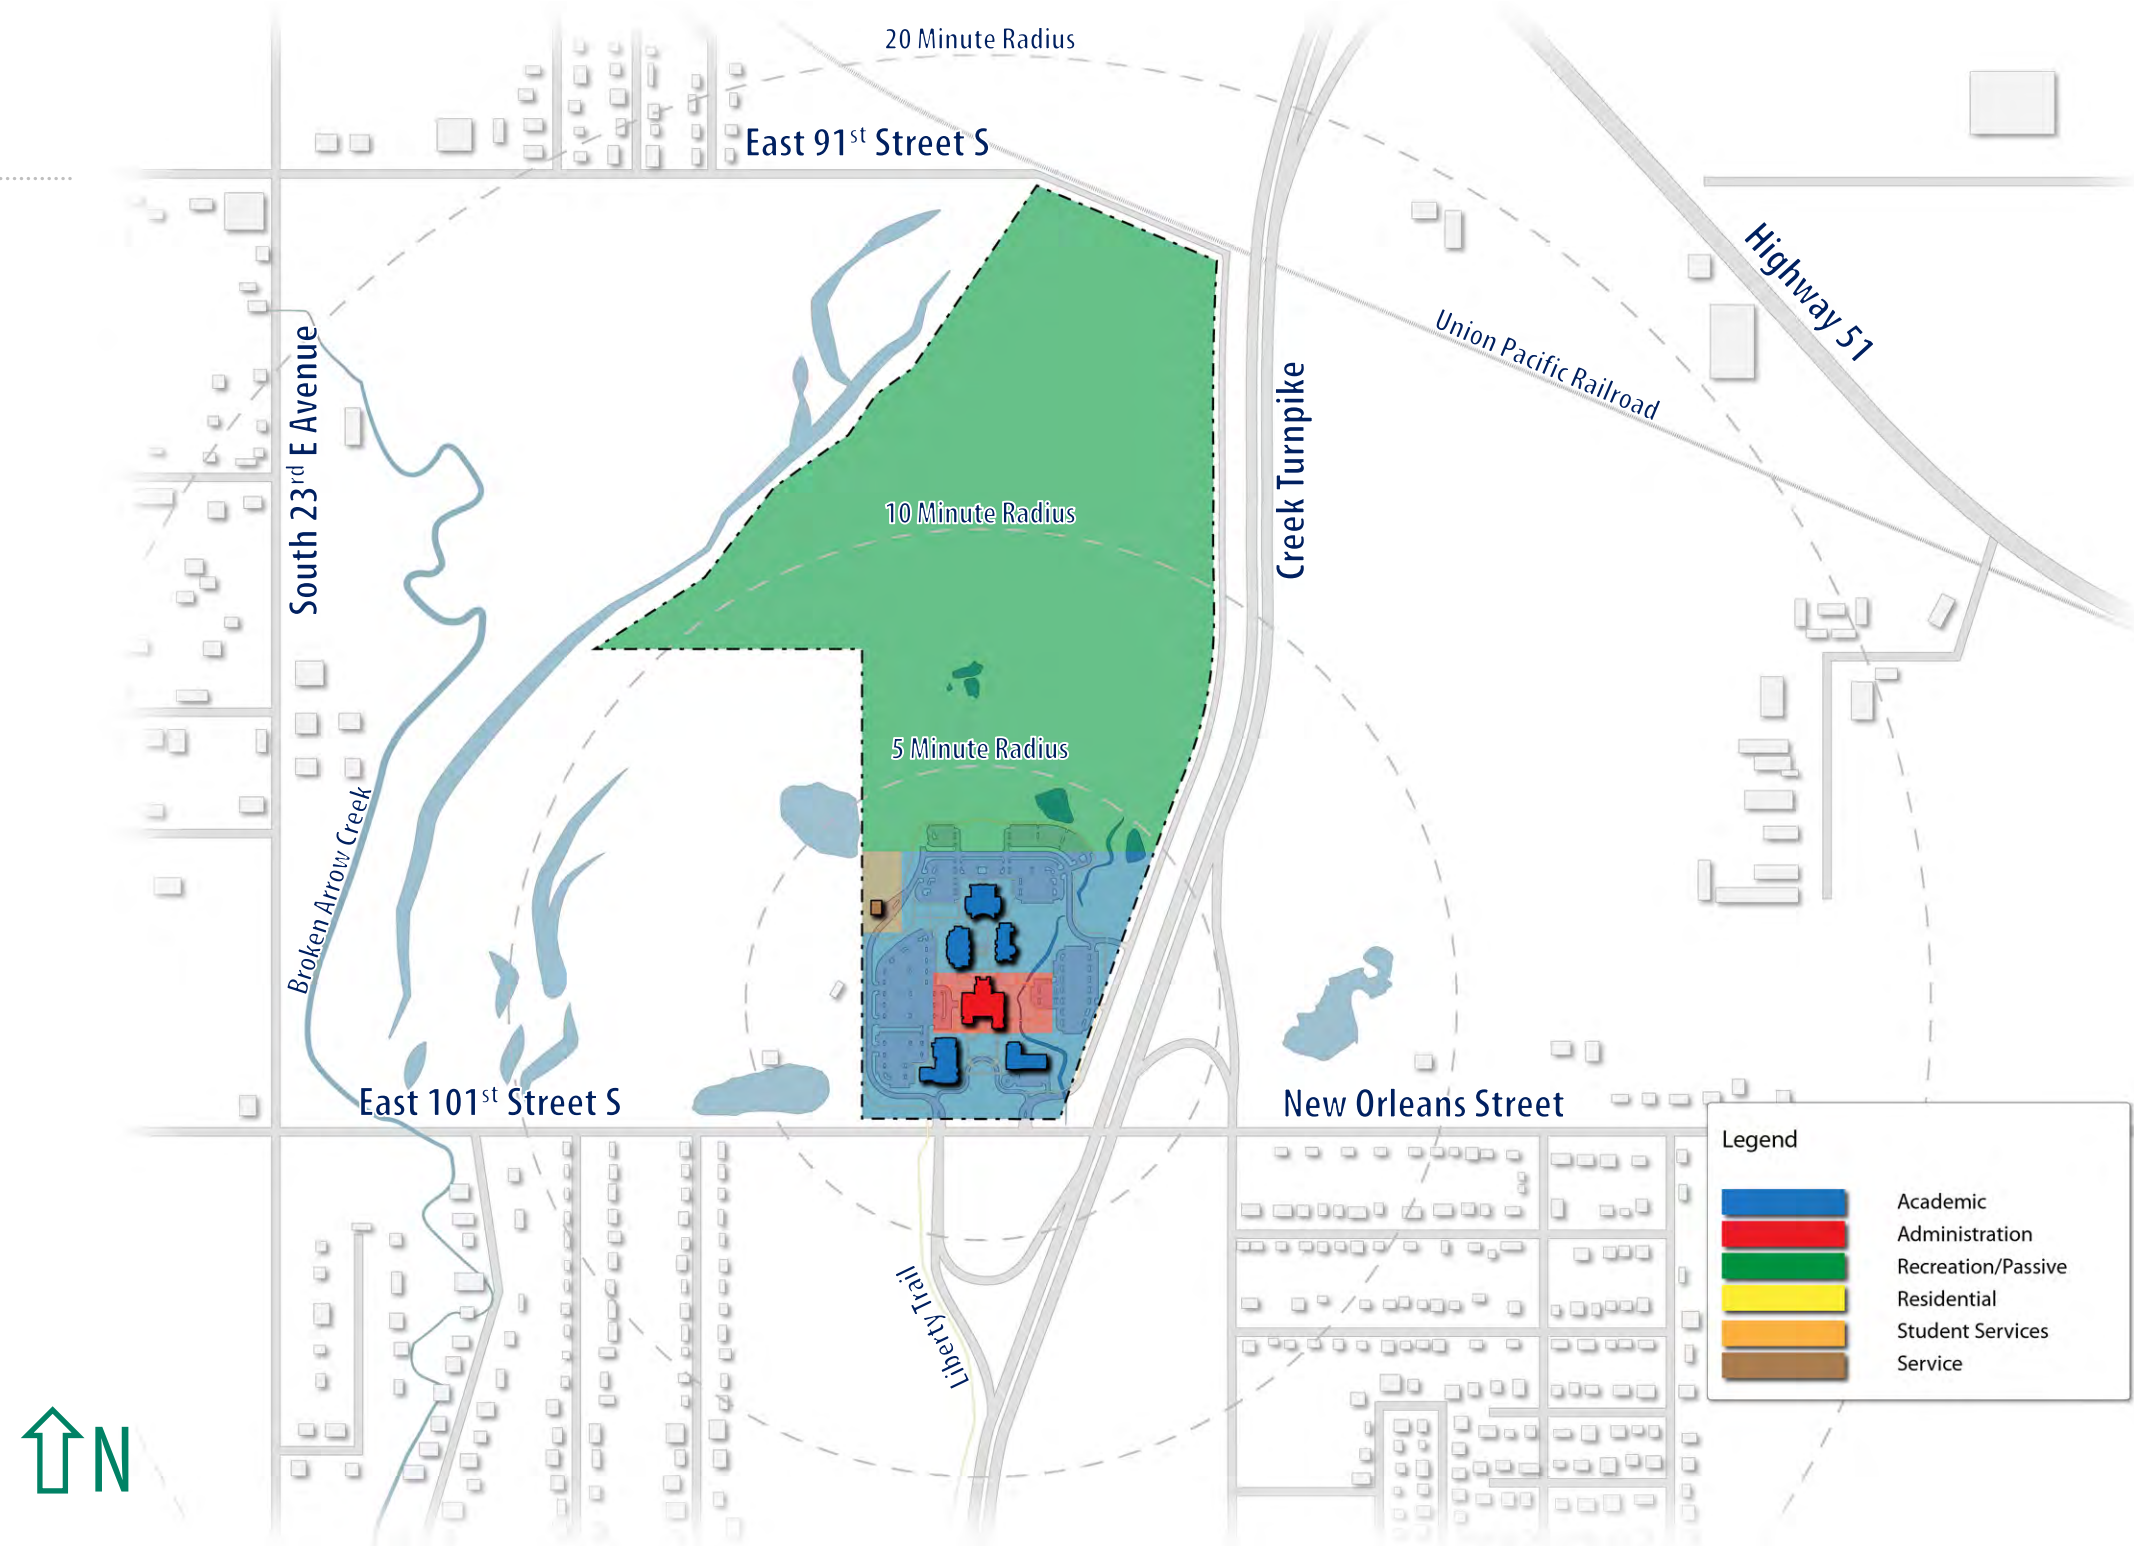 20 Minute Radius
East 91st Street S
Highway 51
Union Pacific Railroad
South 23rd E Avenue
Creek Turnpike
10 Minute Radius
5 Minute Radius
Broken Arrow Creek
East 101st Street S
New Orleans Street
Liberty Trail
Legend
Academic
Administration
Recreation/Passive
Residential
Student Services
Service
N